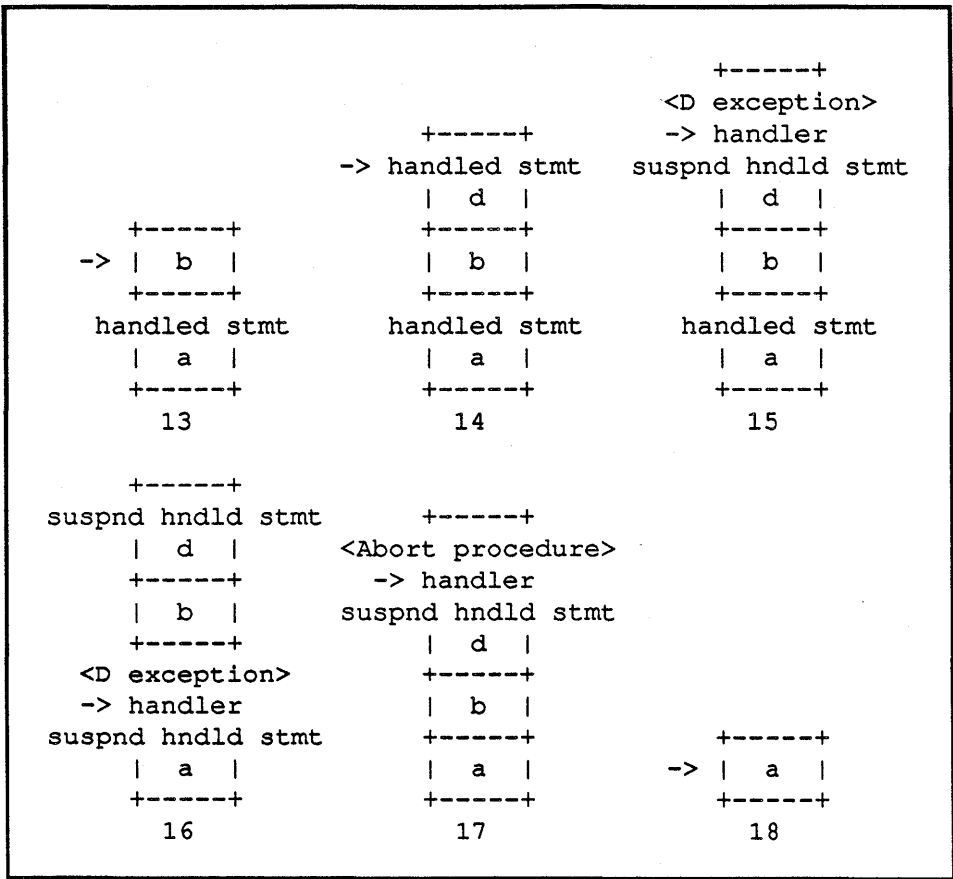 +-----+
                                         <D exception>
                         +-----+         -> handler
                    -> handled stmt    suspnd hndld stmt
                         |  d  |            |  d  |
      +-----+            +-----+            +-----+
   -> |  b  |            |  b  |            |  b  |
      +-----+            +-----+            +-----+
    handled stmt       handled stmt       handled stmt
      |  a  |            |  a  |            |  a  |
      +-----+            +-----+            +-----+
        13                 14                 15
      +-----+
 suspnd hndld stmt       +-----+
      |  d  |       <Abort procedure>
      +-----+         -> handler
      |  b  |       suspnd hndld stmt
      +-----+            |  d  |
   <D exception>         +-----+
   -> handler            |  b  |
 suspnd hndld stmt       +-----+            +-----+
      |  a  |            |  a  |         -> |  a  |
      +-----+            +-----+            +-----+
        16                 17                 18